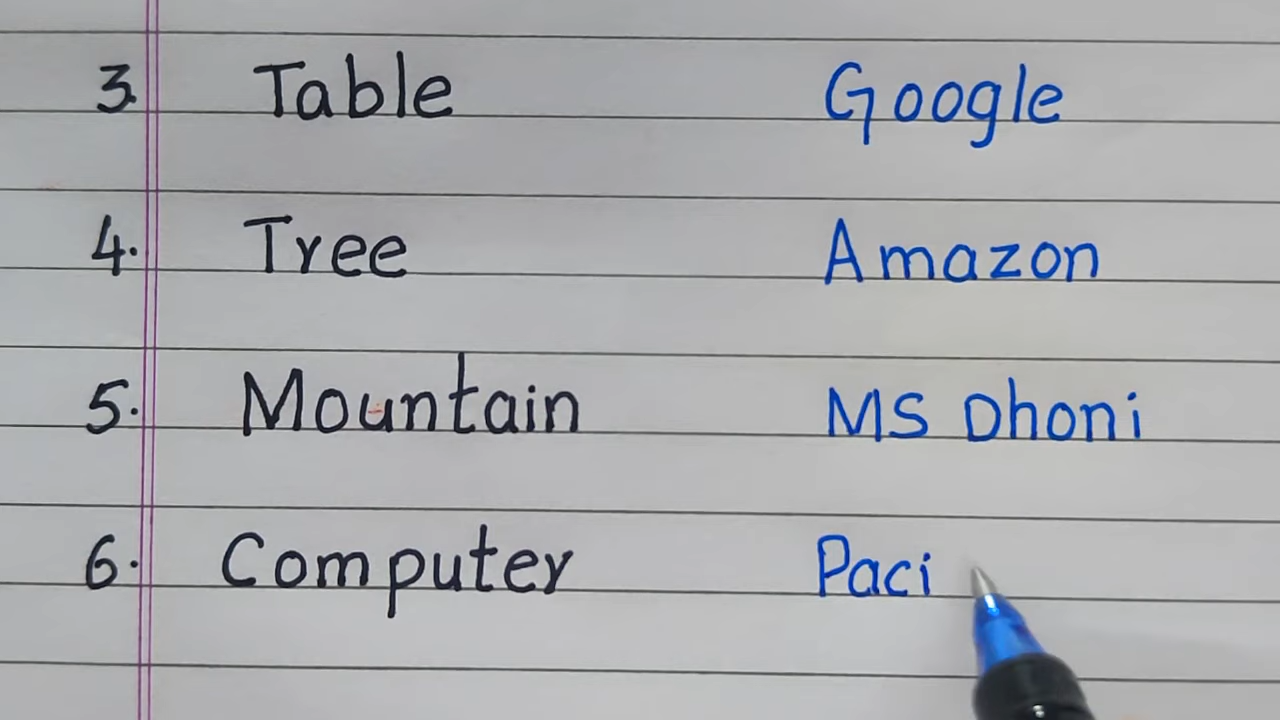 3. Table Google
4. Tree Amazon
5. Mountain MS Dhoni
6. Computer Paci